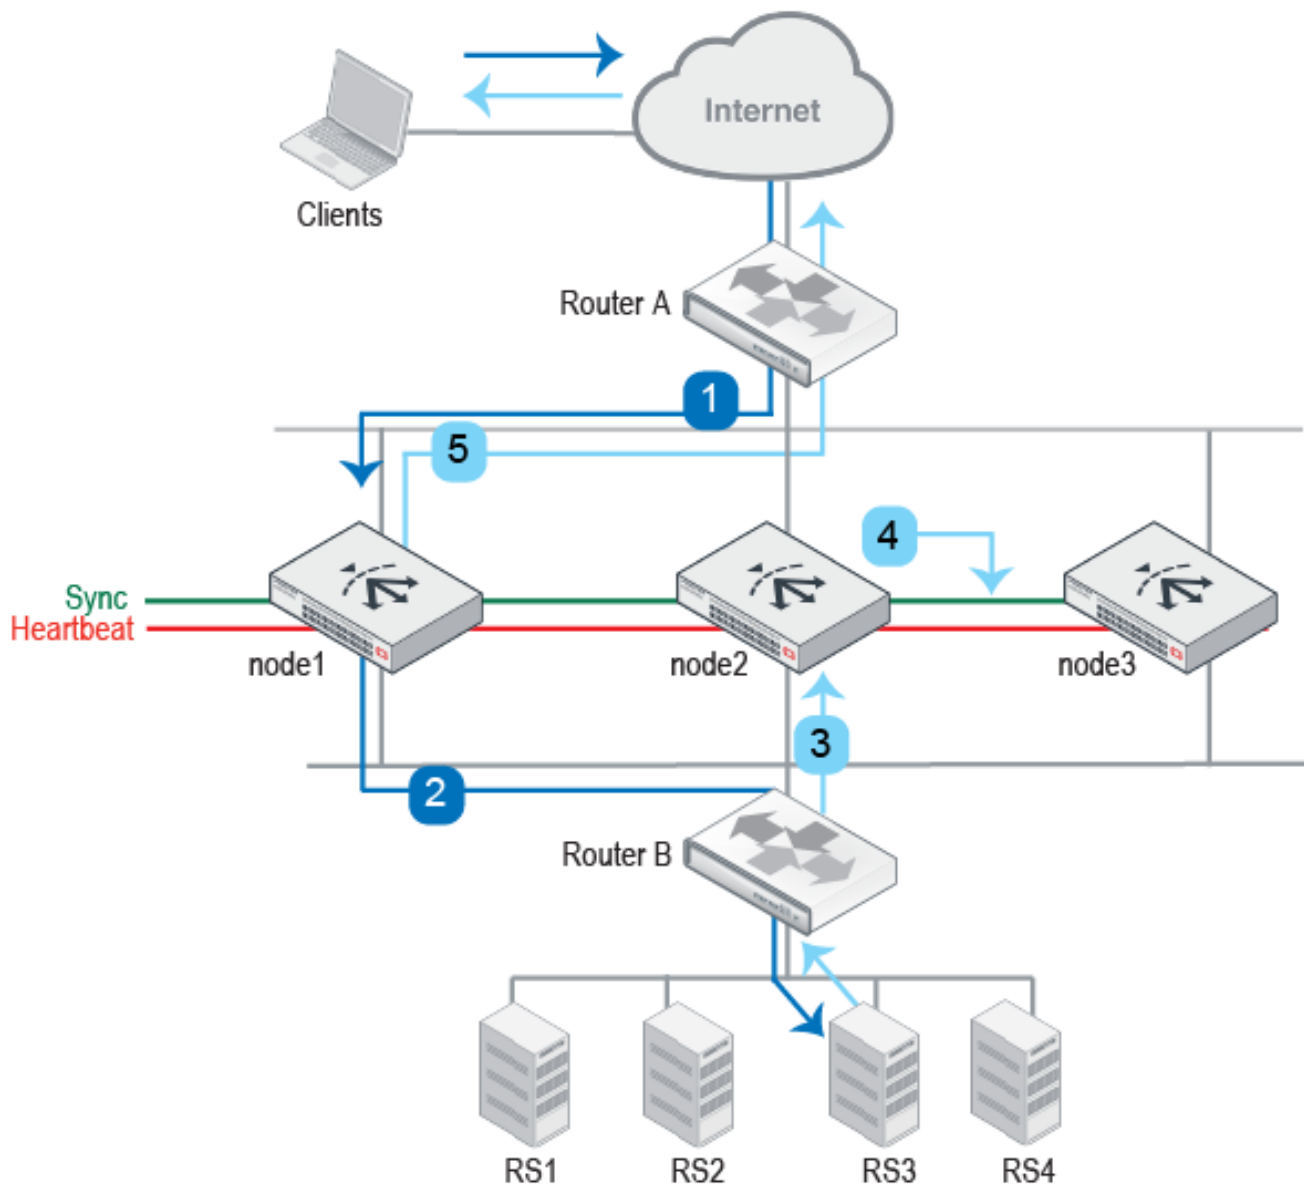 Internet
Clients
Router A
1
5
4
Sync
Heartbeat
node1
node2
node3
3
2
Router B
RS1
RS2
RS3
RS4